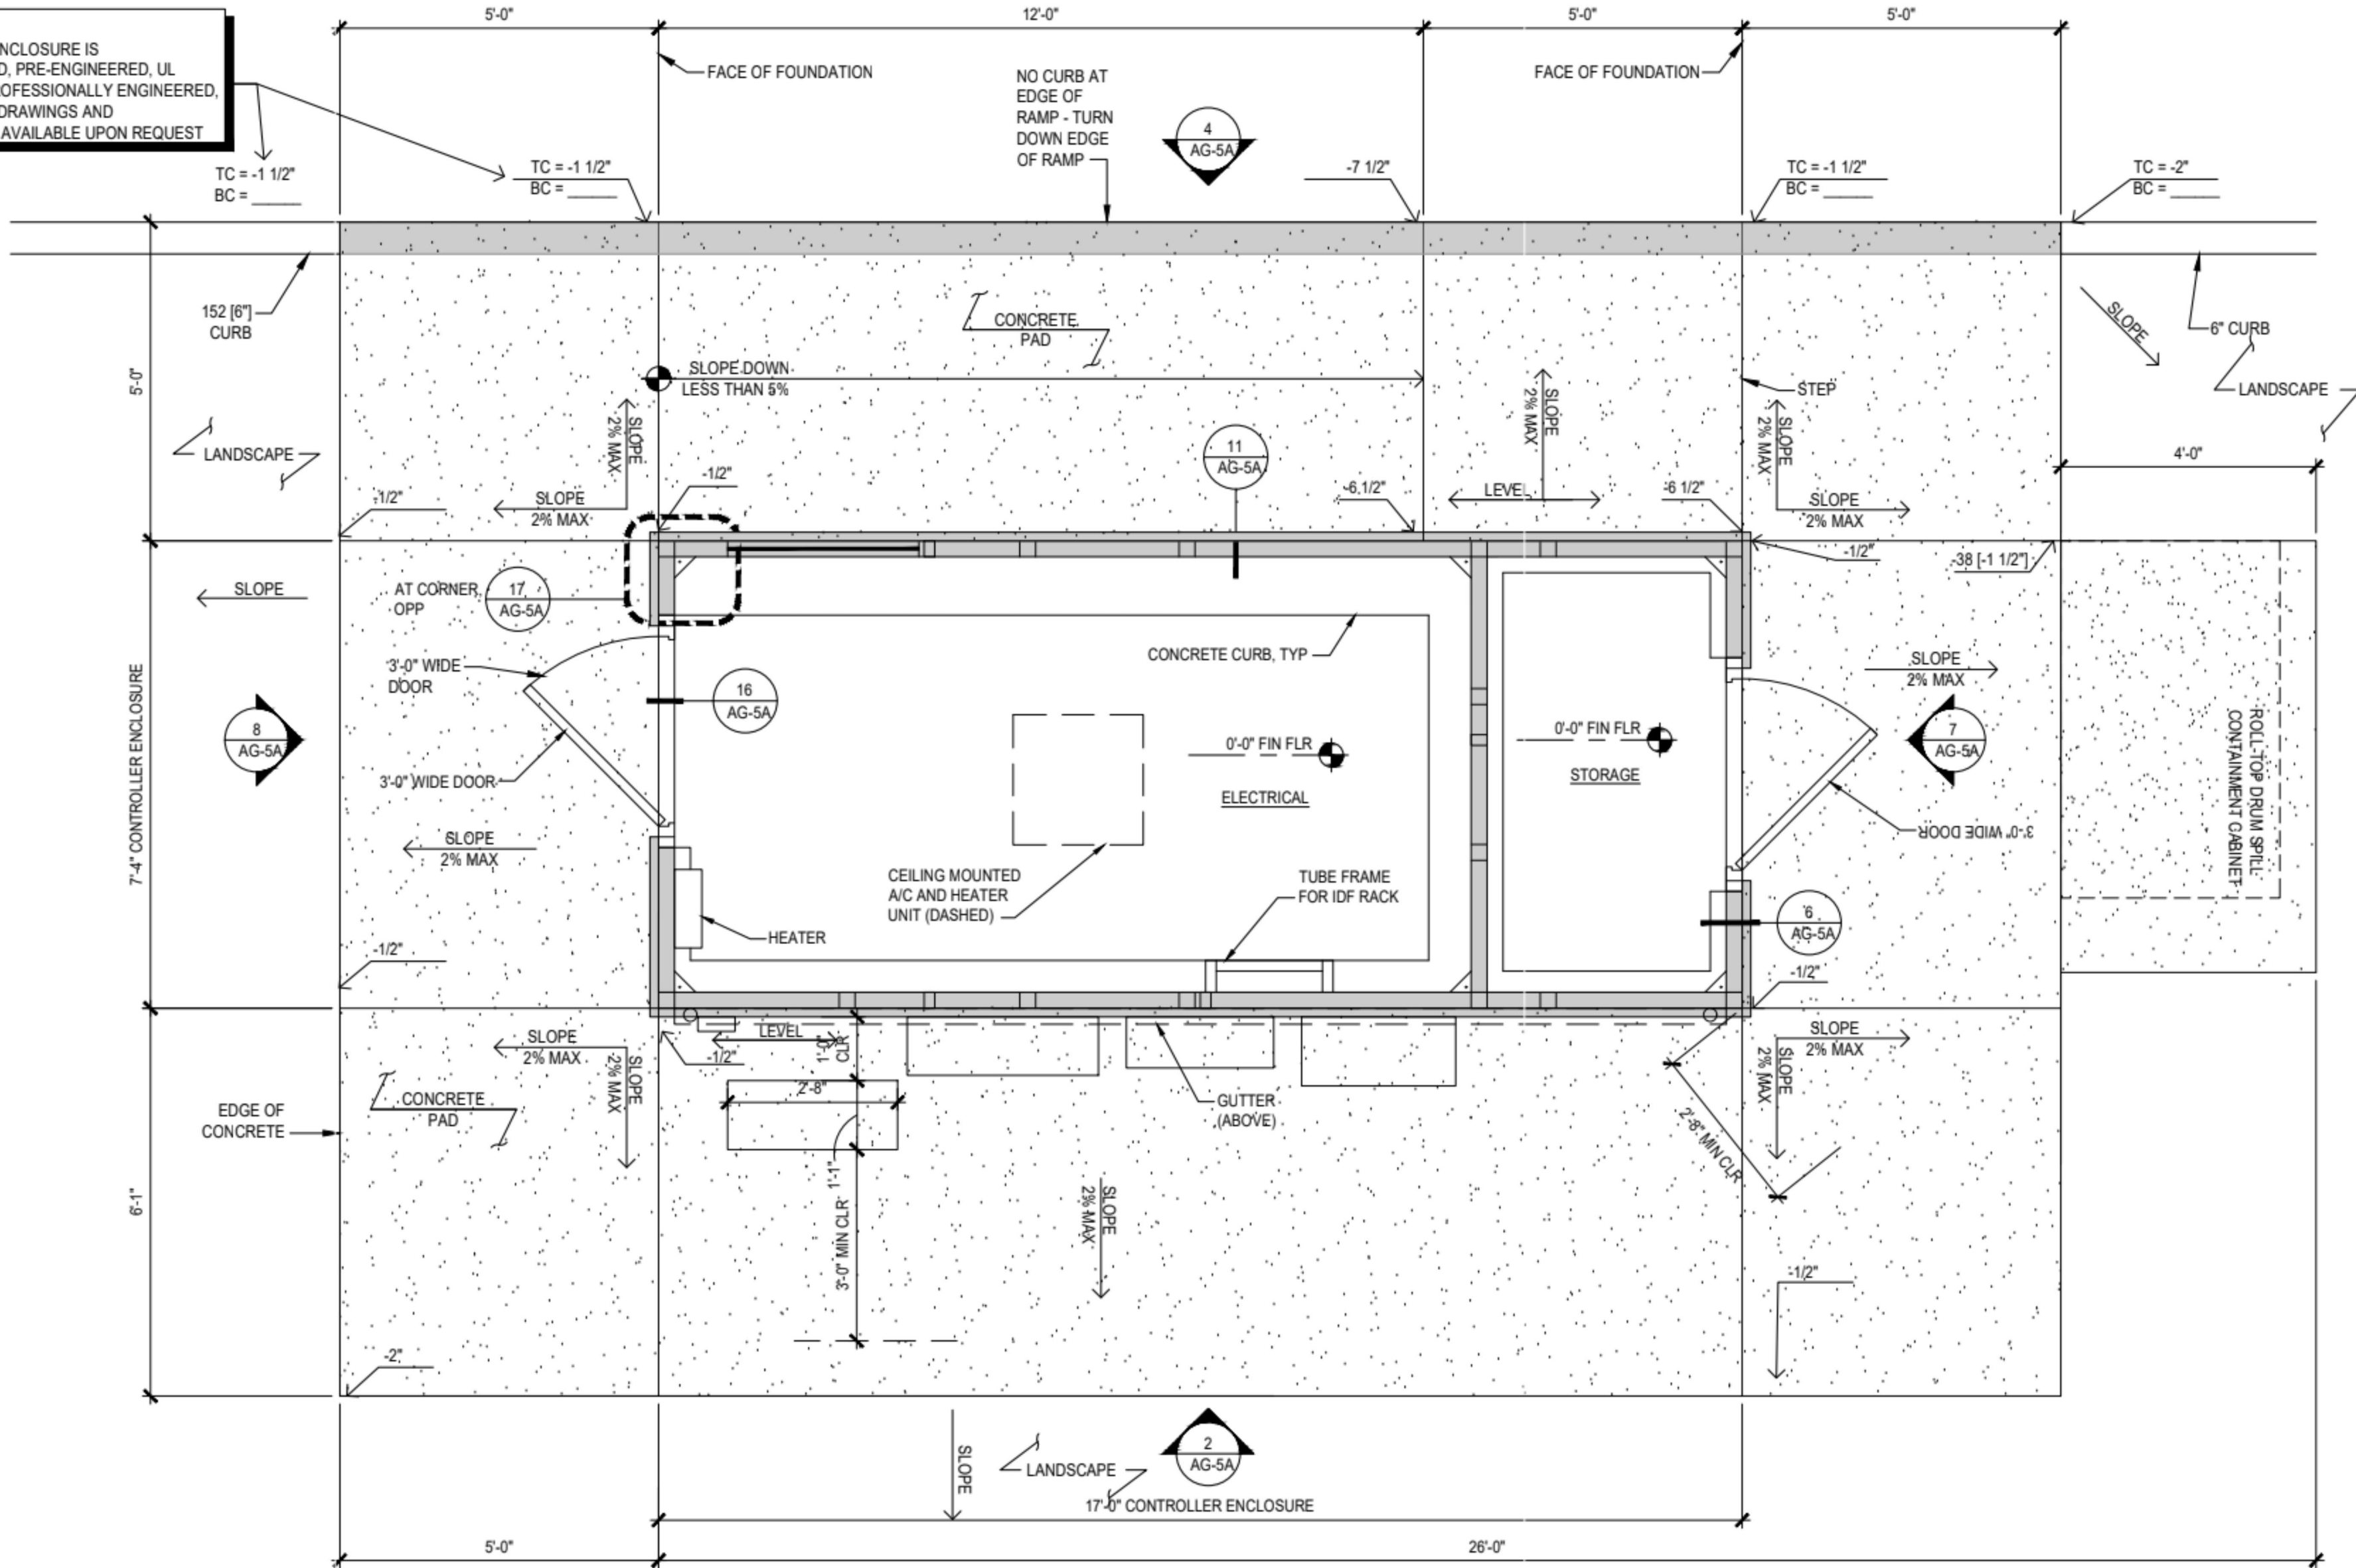 5'-0"
12'-0"
5'-0"
5'-0"
NCLOSURE IS
D, PRE-ENGINEERED, UL
OFESSIONALLY ENGINEERED,
DRAWINGS AND
AVAILABLE UPON REQUEST
FACE OF FOUNDATION
FACE OF FOUNDATION
NO CURB AT
EDGE OF
RAMP - TURN
DOWN EDGE
OF RAMP
4
AG-5A
TC = -1 1/2"
BC = ______
TC = -1 1/2"
BC = ______
-7 1/2"
TC = -1 1/2"
BC = ______
TC = -2"
BC = ______
152 [6"]
CURB
CONCRETE
PAD
SLOPE
6" CURB
5'-0"
SLOPE DOWN
LESS THAN 5%
STEP
LANDSCAPE
LANDSCAPE
SLOPE
2% MAX
SLOPE
2% MAX
SLOPE
2% MAX
11
AG-5A
4'-0"
-1/2"
SLOPE
2% MAX
-1/2"
-6 1/2"
LEVEL
-6 1/2"
SLOPE
2% MAX
-1/2"
-38 [-1 1/2"]
SLOPE
AT CORNER,
OPP
17
AG-5A
3'-0" WIDE
DOOR
CONCRETE CURB, TYP
SLOPE
2% MAX
16
AG-5A
7'-4" CONTROLLER ENCLOSURE
8
AG-5A
0'-0" FIN FLR
0'-0" FIN FLR
7
AG-5A
ROLL-TOP DRUM SPILL
CONTAINMENT CABINET
3'-0" WIDE DOOR
STORAGE
ELECTRICAL
3'-0" WIDE DOOR
SLOPE
2% MAX
CEILING MOUNTED
A/C AND HEATER
UNIT (DASHED)
TUBE FRAME
FOR IDF RACK
HEATER
6
AG-5A
-1/2"
-1/2"
SLOPE
2% MAX
LEVEL
-1/2"
1'-0"
CLR
SLOPE
2% MAX
SLOPE
2% MAX
SLOPE
2% MAX
2'-8"
EDGE OF
CONCRETE
CONCRETE
PAD
GUTTER
(ABOVE)
2'-8" MIN CLR
1'-1"
3'-0" MIN CLR
6'-1"
SLOPE
2% MAX
-1/2"
-2"
SLOPE
LANDSCAPE
2
AG-5A
17'-0" CONTROLLER ENCLOSURE
5'-0"
26'-0"